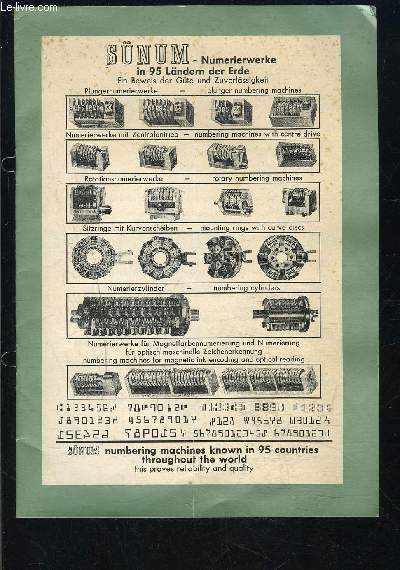 Le-livre.com
SÜNUM - Numerierwerke
in 95 Ländern der Erde
Ein Beweis der Güte und Zuverlässigkeit
Plungernumerierwerke – plunger numbering machines
Numerierwerke mit Zentralantrieb – numbering machines with centre drive
Rotationsnumerierwerke – rotary numbering machines
Sitzringe mit Kurvenscheiben – mounting rings with curve discs
Numerierzylinder – numbering cylinders
Numerierwerke für Magnetfarbennumerierung und Numerierung
für optisch maschinelle Zeichenerkennung
numbering machines for magnetic ink encoding and optical reading
SÜNUM numbering machines known in 95 countries
throughout the world
this proves reliability and quality